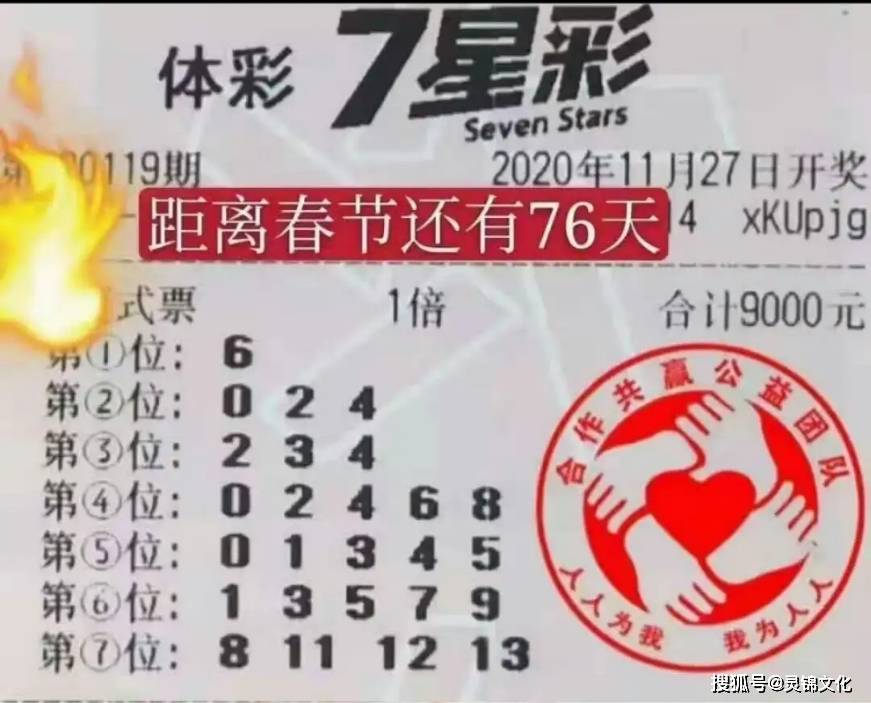 体彩 7星彩
Seven Stars
第 0119期 2020年11月27日开奖
距离春节还有76天
14 xKUpjg
式票 1倍 合计9000元
第①位: 6
第②位: 0 2 4
第③位: 2 3 4
第④位: 0 2 4 6 8
第⑤位: 0 1 3 4 5
第⑥位: 1 3 5 7 9
第⑦位: 8 11 12 13
合作共赢公益团队
人人为我 我为人人
搜狐号@灵锦文化